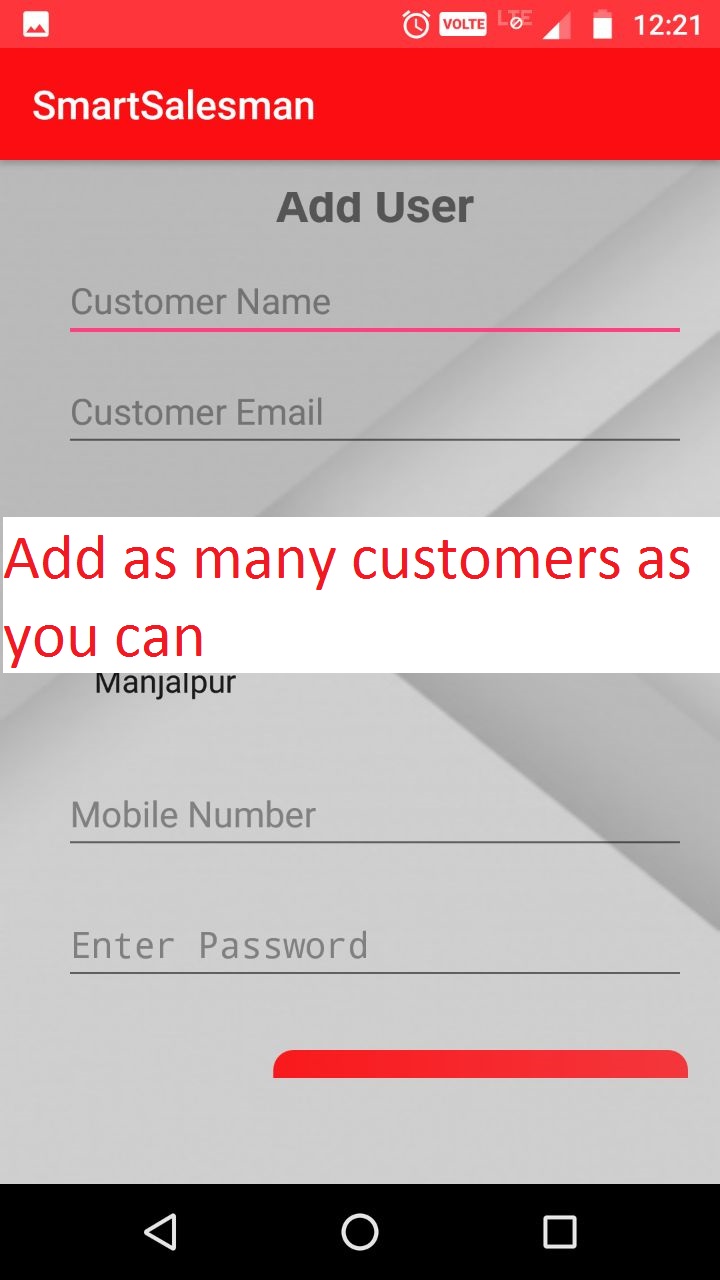 VOLTE LTE 12:21
SmartSalesman
Add User
Customer Name
Customer Email
Add as many customers as
you can
Manjalpur
Mobile Number
Enter Password